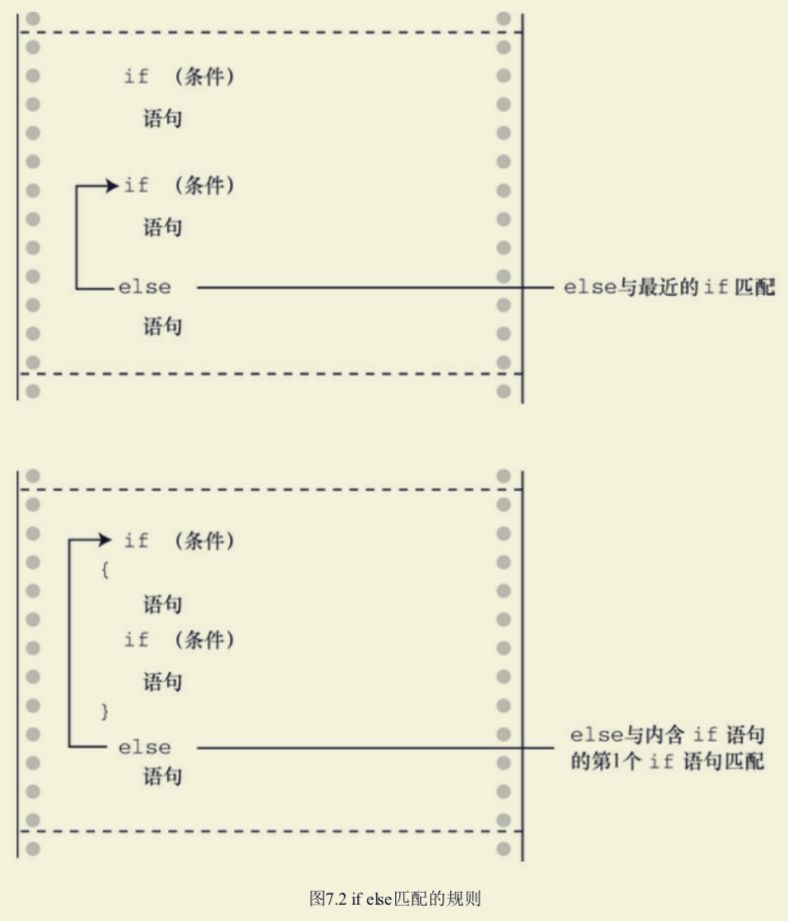 if （条件）
语句
if （条件）
语句
else
else与最近的if 匹配
语句
if （条件）
{
语句
if （条件）
语句
}
else
else与内含 if 语句
的第1个 if 语句匹配
语句
图7.2 if else匹配的规则